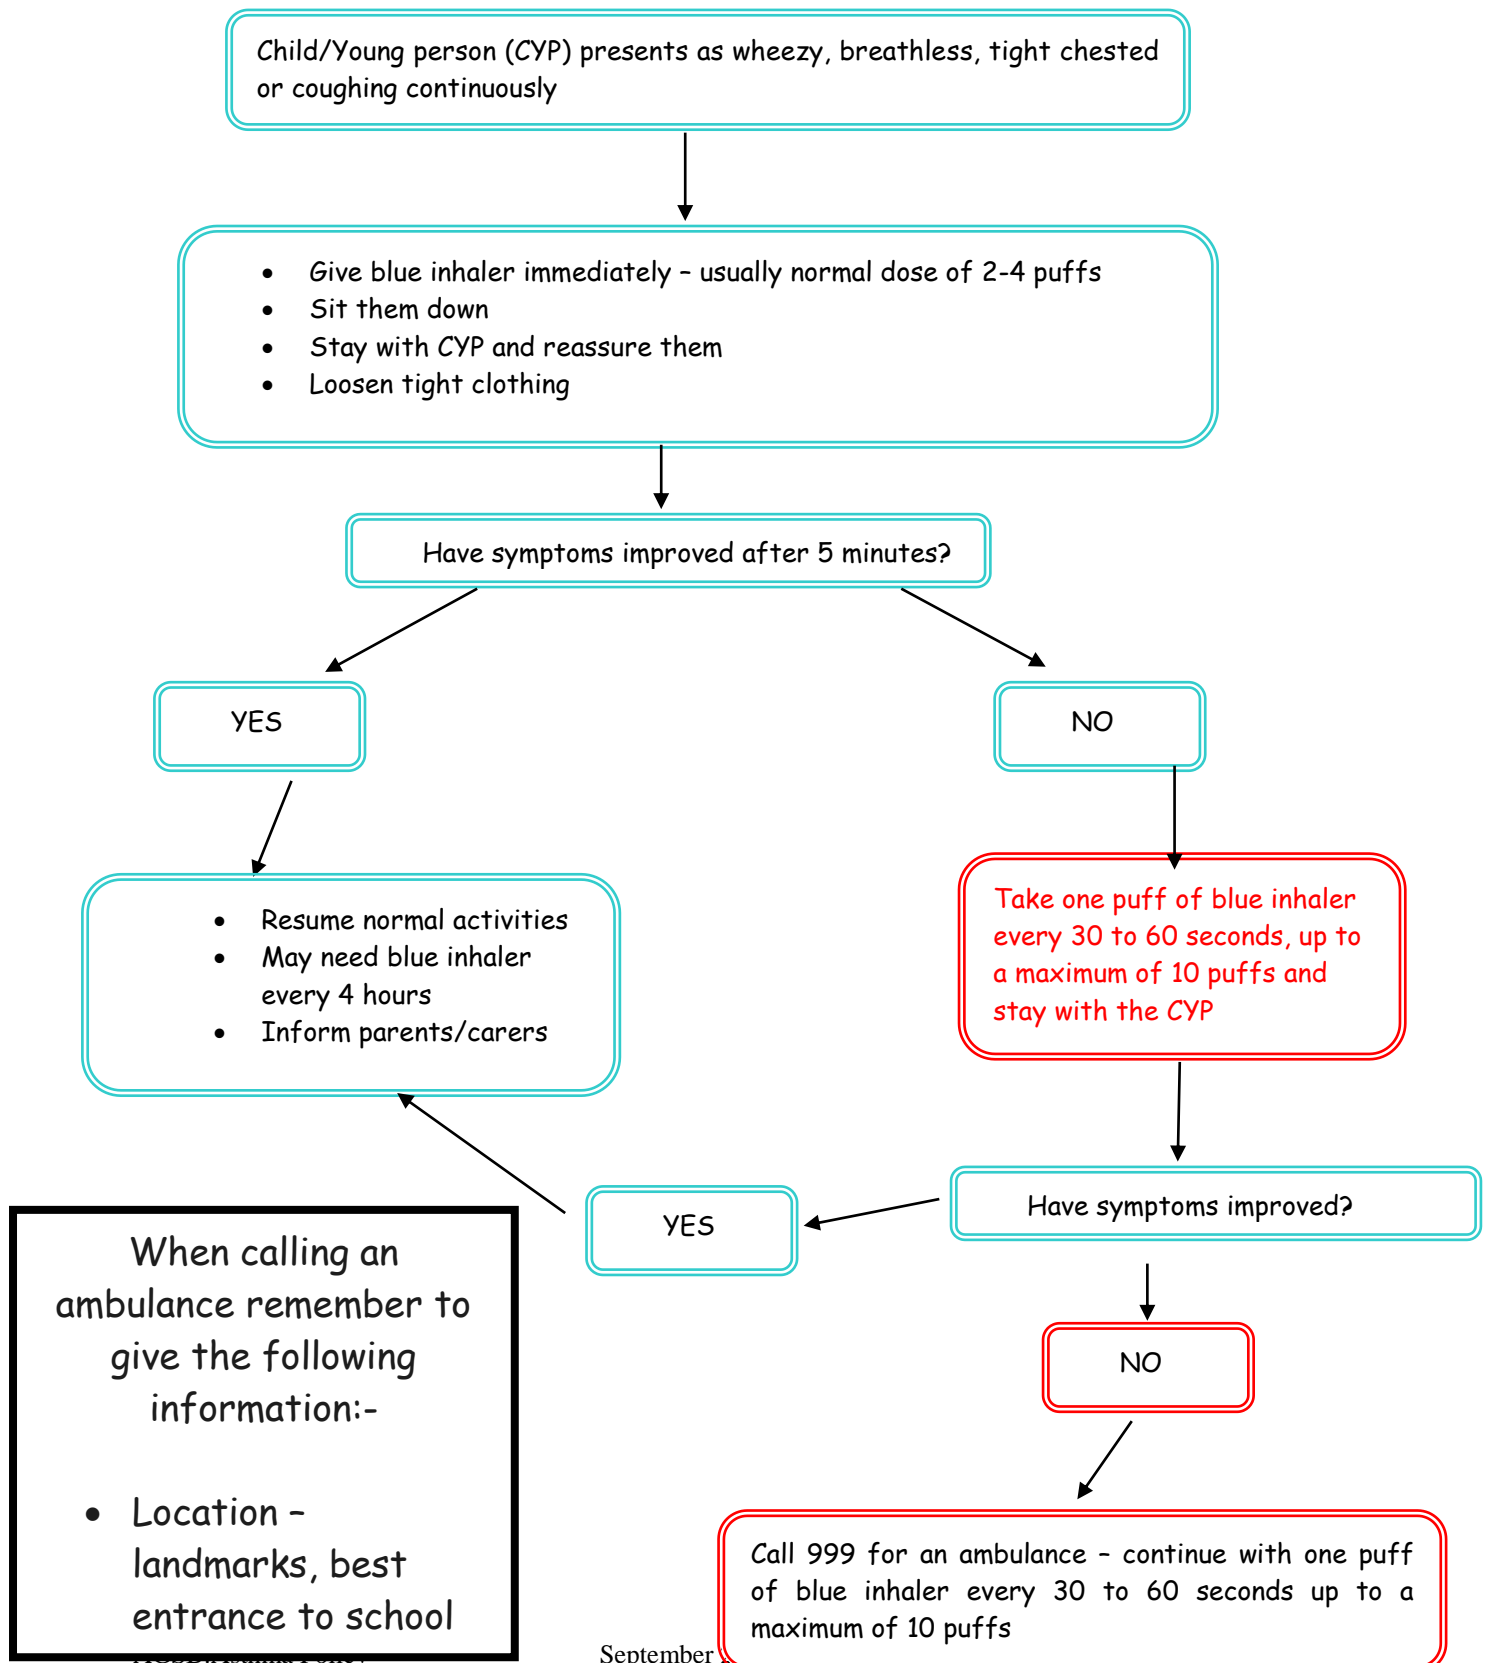 Child/Young person (CYP) presents as wheezy, breathless, tight chested
or coughing continuously
• Give blue inhaler immediately – usually normal dose of 2-4 puffs
• Sit them down
• Stay with CYP and reassure them
• Loosen tight clothing
Have symptoms improved after 5 minutes?
YES
NO
• Resume normal activities
• May need blue inhaler
every 4 hours
• Inform parents/carers
Take one puff of blue inhaler
every 30 to 60 seconds, up to
a maximum of 10 puffs and
stay with the CYP
Have symptoms improved?
YES
NO
When calling an
ambulance remember to
give the following
information:-
• Location –
landmarks, best
entrance to school
Call 999 for an ambulance – continue with one puff
of blue inhaler every 30 to 60 seconds up to a
maximum of 10 puffs
September